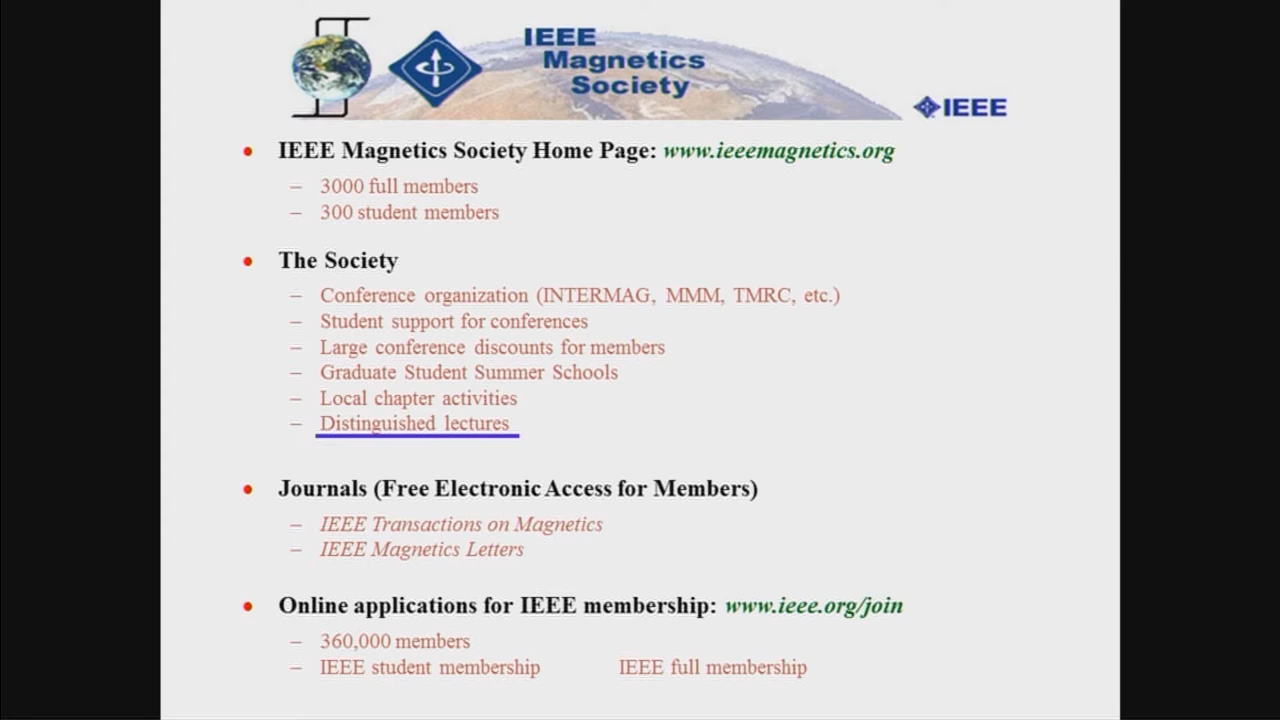 IEEE
Magnetics
Society
IEEE
• IEEE Magnetics Society Home Page: www.ieeemagnetics.org
– 3000 full members
– 300 student members
• The Society
– Conference organization (INTERMAG, MMM, TMRC, etc.)
– Student support for conferences
– Large conference discounts for members
– Graduate Student Summer Schools
– Local chapter activities
– Distinguished lectures
• Journals (Free Electronic Access for Members)
– IEEE Transactions on Magnetics
– IEEE Magnetics Letters
• Online applications for IEEE membership: www.ieee.org/join
– 360,000 members
– IEEE student membership IEEE full membership